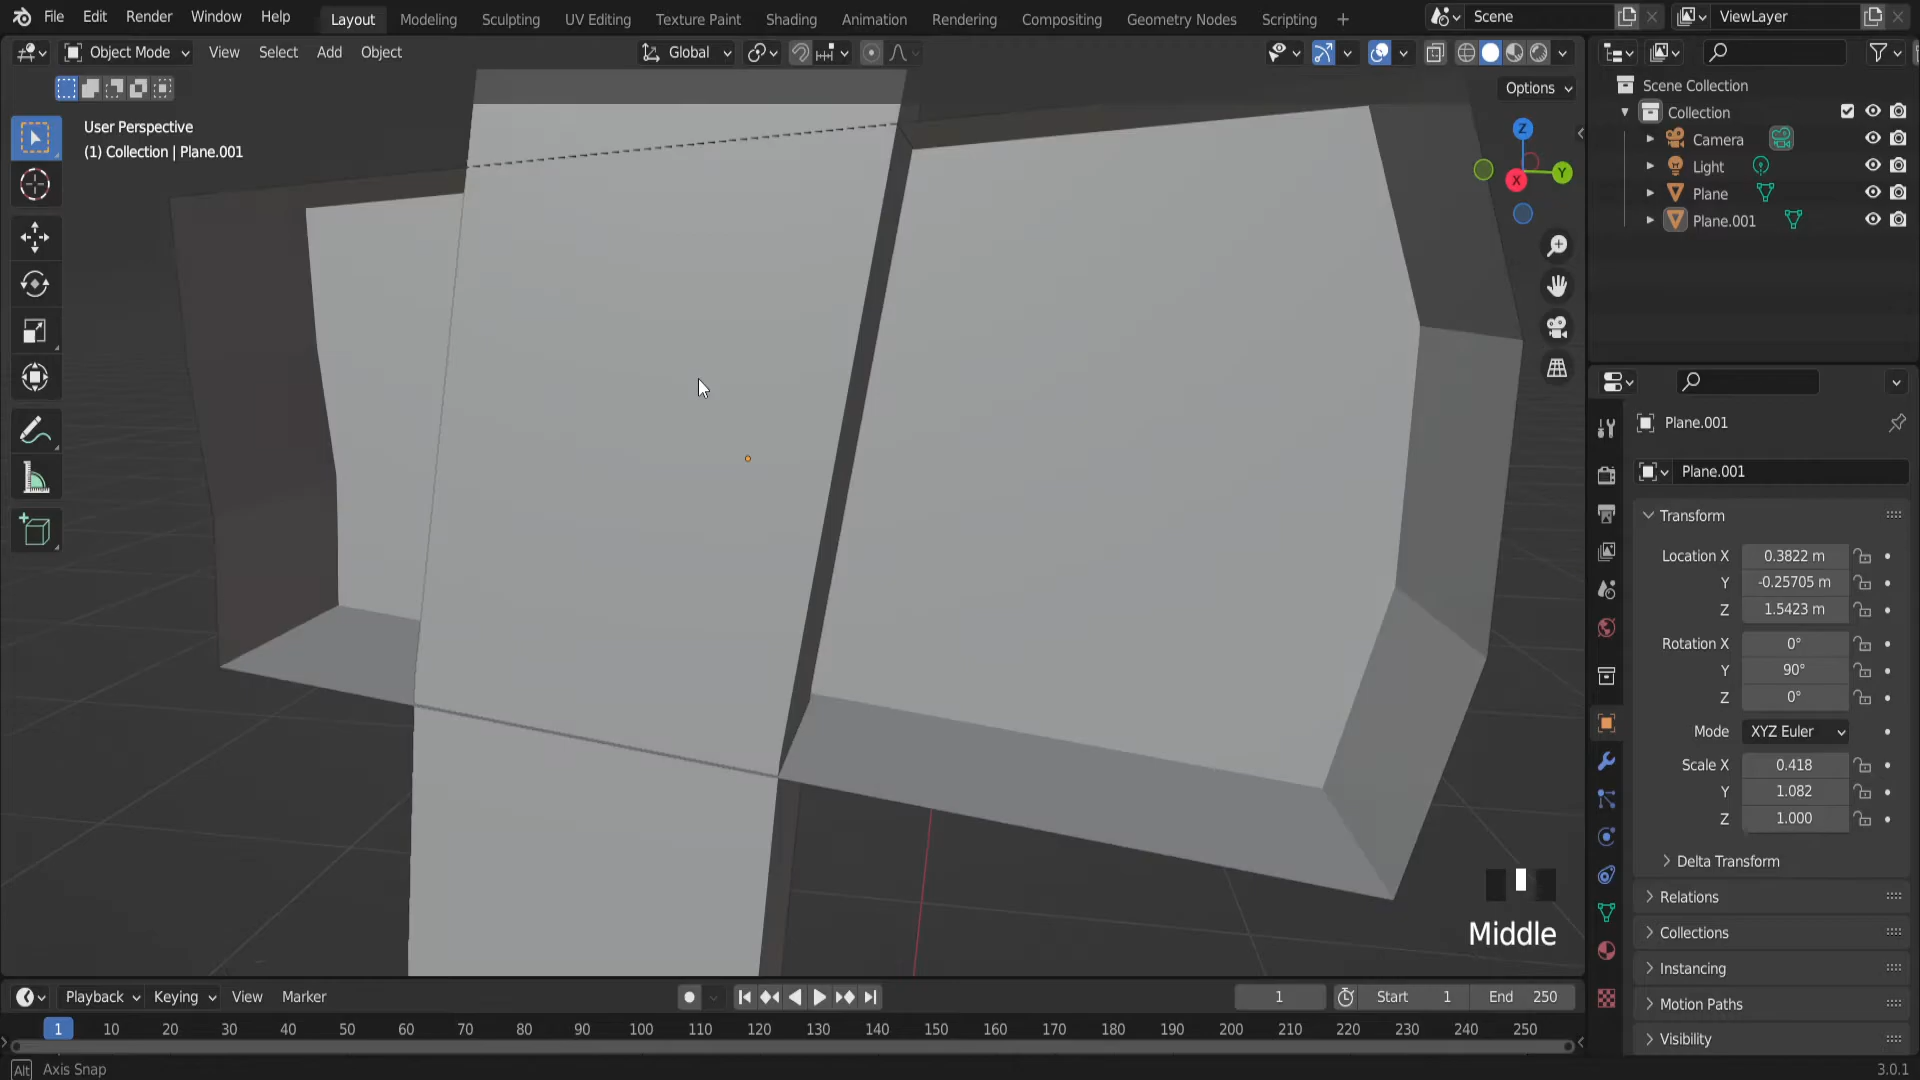 File Edit Render Window Help Layout Modeling Sculpting UV Editing Texture Paint Shading Animation Rendering Compositing Geometry Nodes Scripting + Scene ViewLayer
Object Mode View Select Add Object Global
Options
User Perspective
(1) Collection | Plane.001
Z
Y
X
Scene Collection
Collection
Camera
Light
Plane
Plane.001
Plane.001
Plane.001
Transform
Location X 0.3822 m
Y -0.25705 m
Z 1.5423 m
Rotation X 0°
Y 90°
Z 0°
Mode XYZ Euler
Scale X 0.418
Y 1.082
Z 1.000
Delta Transform
Relations
Collections
Instancing
Motion Paths
Visibility
Middle
Playback Keying View Marker 1 Start 1 End 250
1 10 20 30 40 50 60 70 80 90 100 110 120 130 140 150 160 170 180 190 200 210 220 230 240 250
Alt Axis Snap 3.0.1